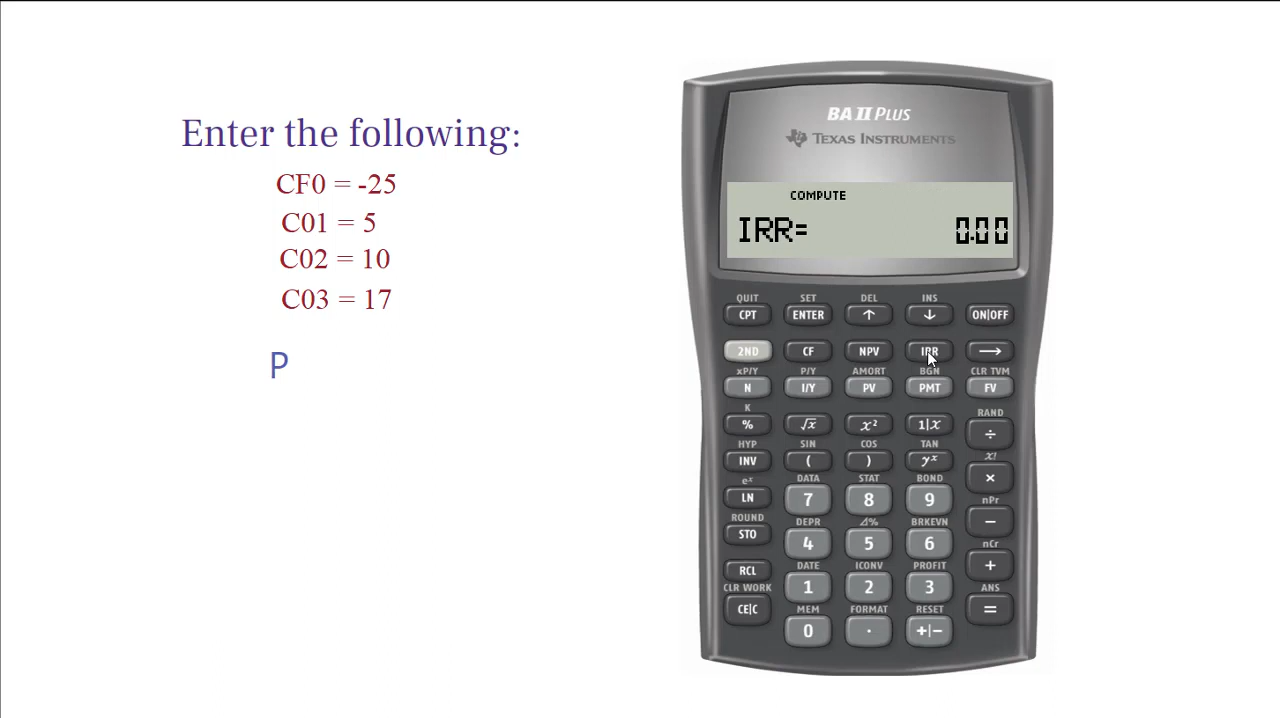 Enter the following:
CF0 = -25
C01 = 5
C02 = 10
C03 = 17
P
BA II PLUS
TEXAS INSTRUMENTS
COMPUTE
IRR= 0.00
QUIT SET DEL INS
CPT ENTER ↑ ↓ ON|OFF
2ND CF NPV IRR →
xP/Y P/Y AMORT BGN CLR TVM
N I/Y PV PMT FV
K RAND
% √x x² 1|x ÷
HYP SIN COS TAN x!
INV ( ) yˣ ×
eˣ DATA STAT BOND nPr
LN 7 8 9 −
ROUND DEPR Δ% BRKEVN nCr
STO 4 5 6 +
DATE ICONV PROFIT ANS
RCL 1 2 3 =
CLR WORK MEM FORMAT RESET
CE|C 0 . +|−